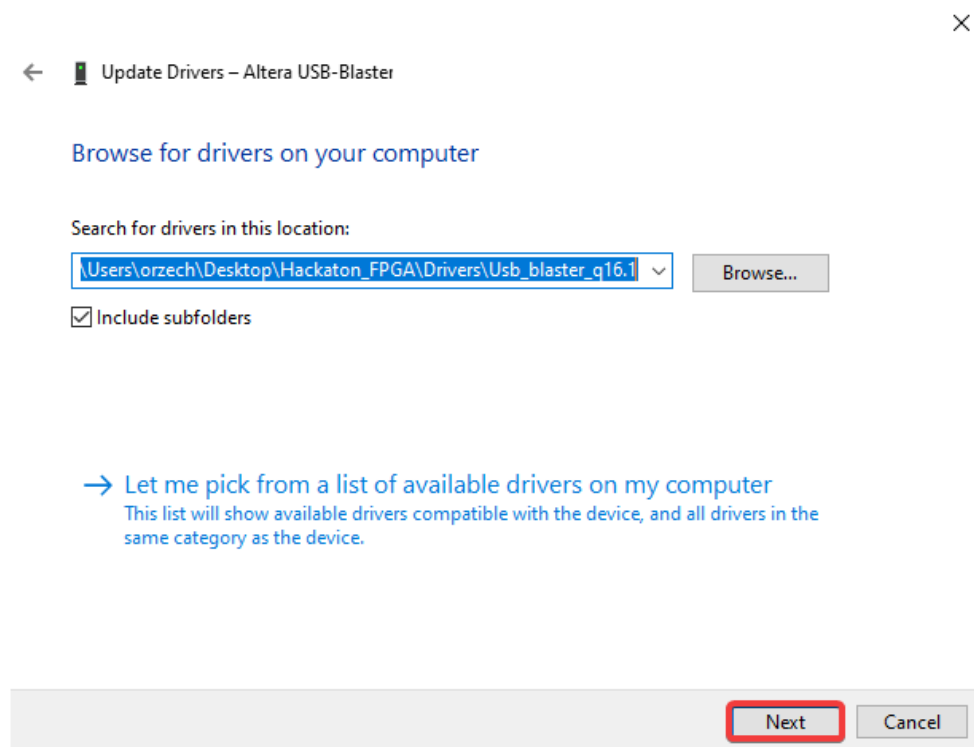 Update Drivers – Altera USB-Blaster
Browse for drivers on your computer
Search for drivers in this location:
\Users\orzech\Desktop\Hackaton_FPGA\Drivers\Usb_blaster_q16.1
Browse...
Include subfolders
Let me pick from a list of available drivers on my computer
This list will show available drivers compatible with the device, and all drivers in the
same category as the device.
Next
Cancel